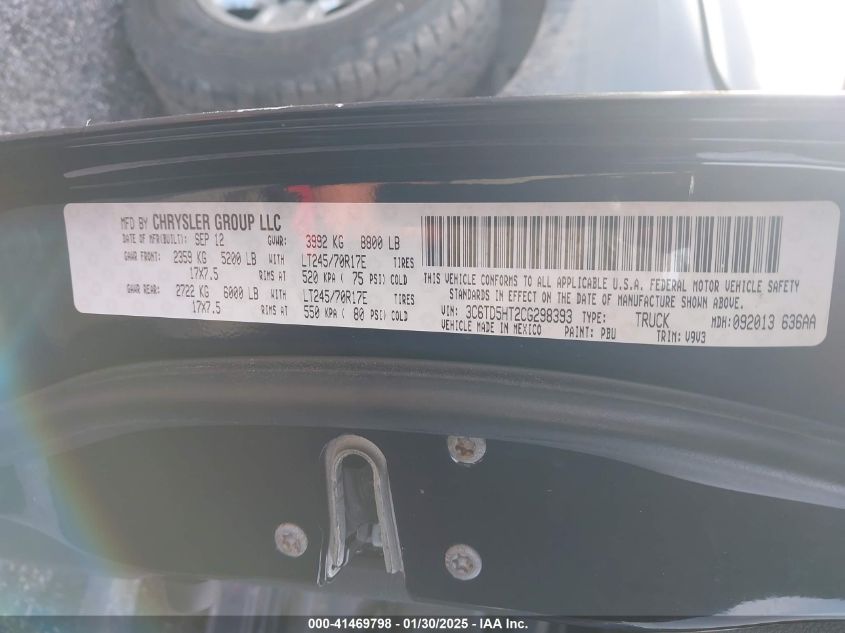 MFD BY CHRYSLER GROUP LLC
DATE OF MFR(BUILT): SEP 12 GVWR: 3992 KG 8800 LB
GAWR FRONT: 2359 KG 5200 LB WITH LT245/70R17E TIRES
17X7.5 RIMS AT 520 KPA ( 75 PSI) COLD
GAWR REAR: 2722 KG 6000 LB WITH LT245/70R17E TIRES
17X7.5 RIMS AT 550 KPA ( 80 PSI) COLD
THIS VEHICLE CONFORMS TO ALL APPLICABLE U.S.A. FEDERAL MOTOR VEHICLE SAFETY
STANDARDS IN EFFECT ON THE DATE OF MANUFACTURE SHOWN ABOVE.
VIN: 3C6TD5HT2CG298393 TYPE: TRUCK MDH: 092013 636AA
VEHICLE MADE IN MEXICO PAINT: PBU TRIM: V9V3
000-41469798 - 01/30/2025 - IAA Inc.